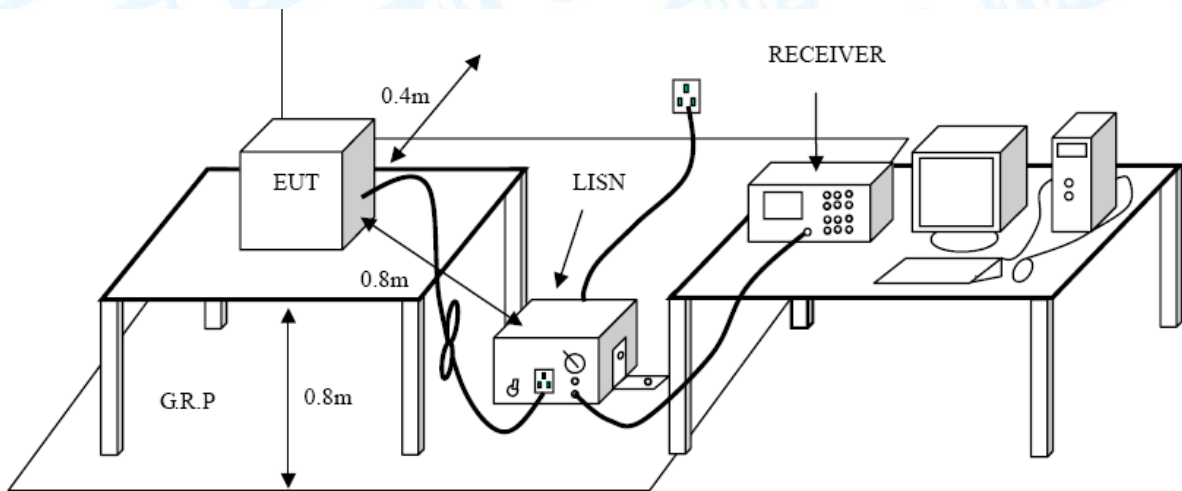 RECEIVER
0.4m
EUT
LISN
0.8m
G.R.P
0.8m